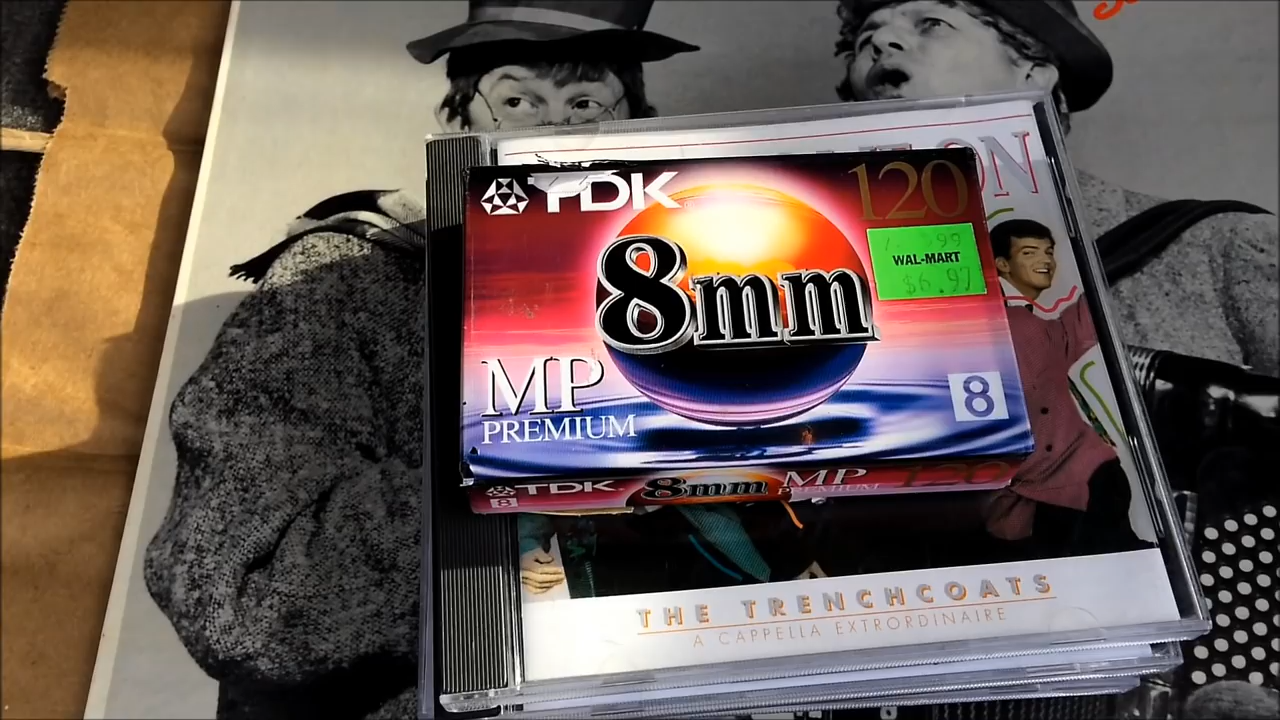 TDK
120
8mm
WAL-MART
$6.97
MP
PREMIUM
8
TDK 8mm MP 120
8 PREMIUM
THE TRENCHCOATS
A CAPPELLA EXTRORDINAIRE